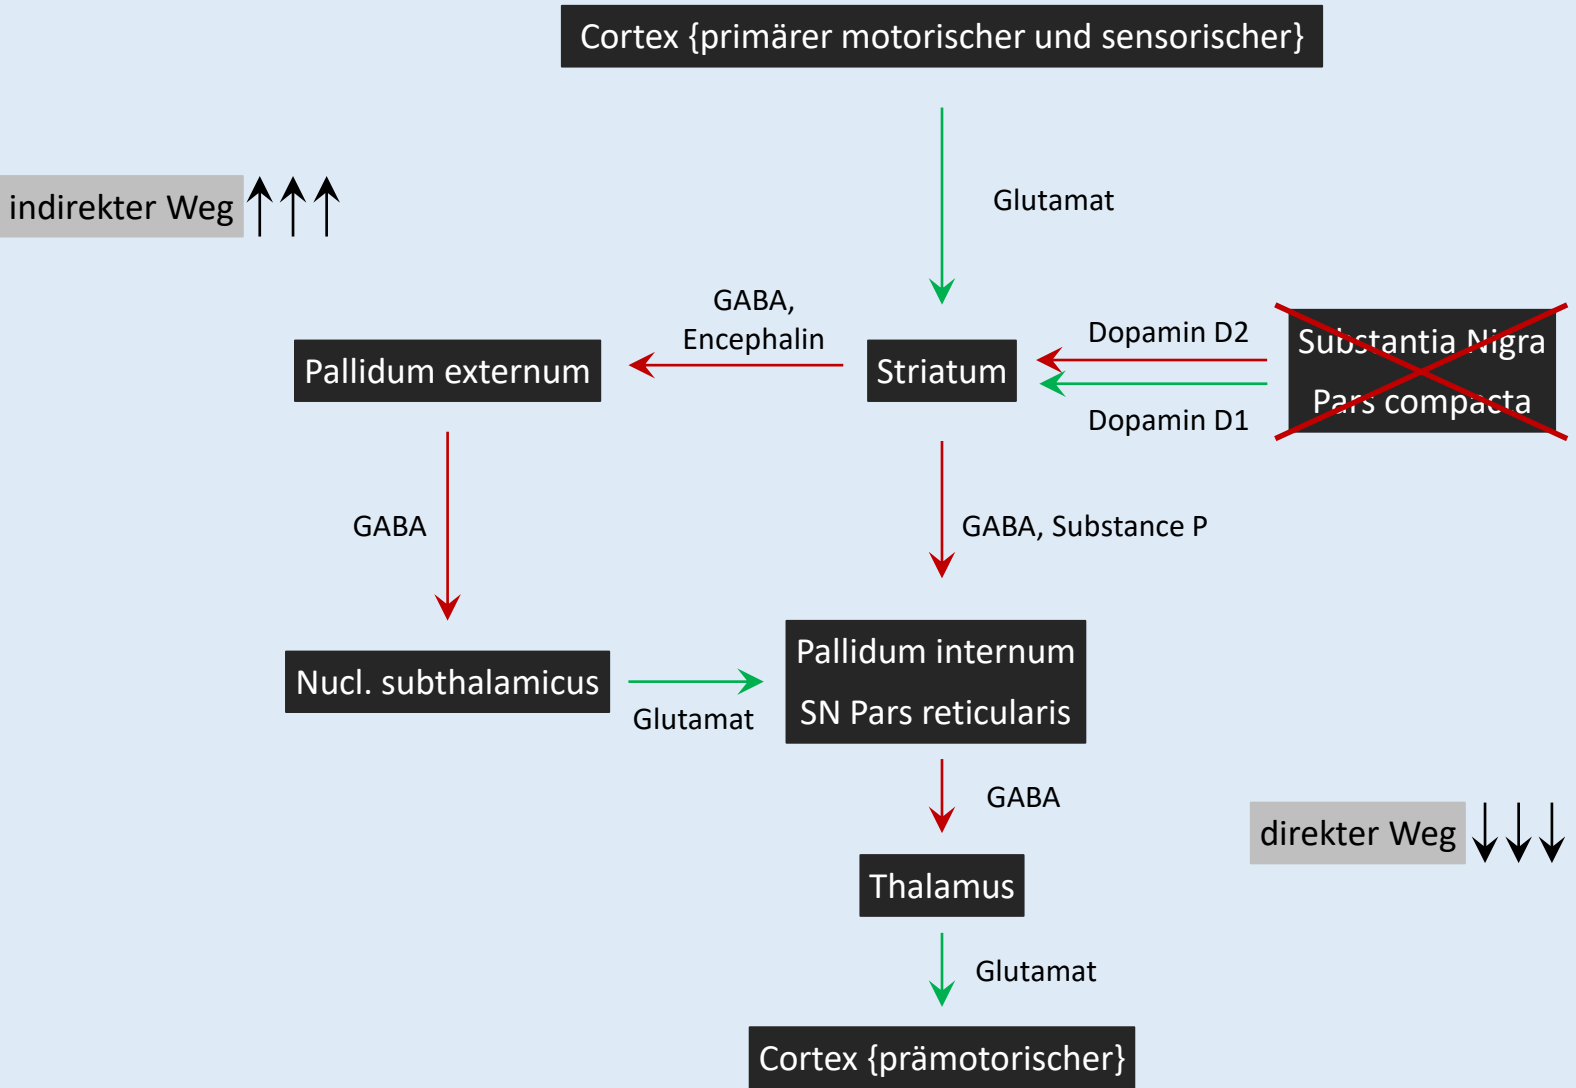 Cortex {primärer motorischer und sensorischer}
Glutamat
indirekter Weg
GABA,
Encephalin
Dopamin D2
Substantia Nigra
Pars compacta
Pallidum externum
Striatum
Dopamin D1
GABA
GABA, Substance P
Nucl. subthalamicus
Glutamat
Pallidum internum
SN Pars reticularis
GABA
direkter Weg
Thalamus
Glutamat
Cortex {prämotorischer}